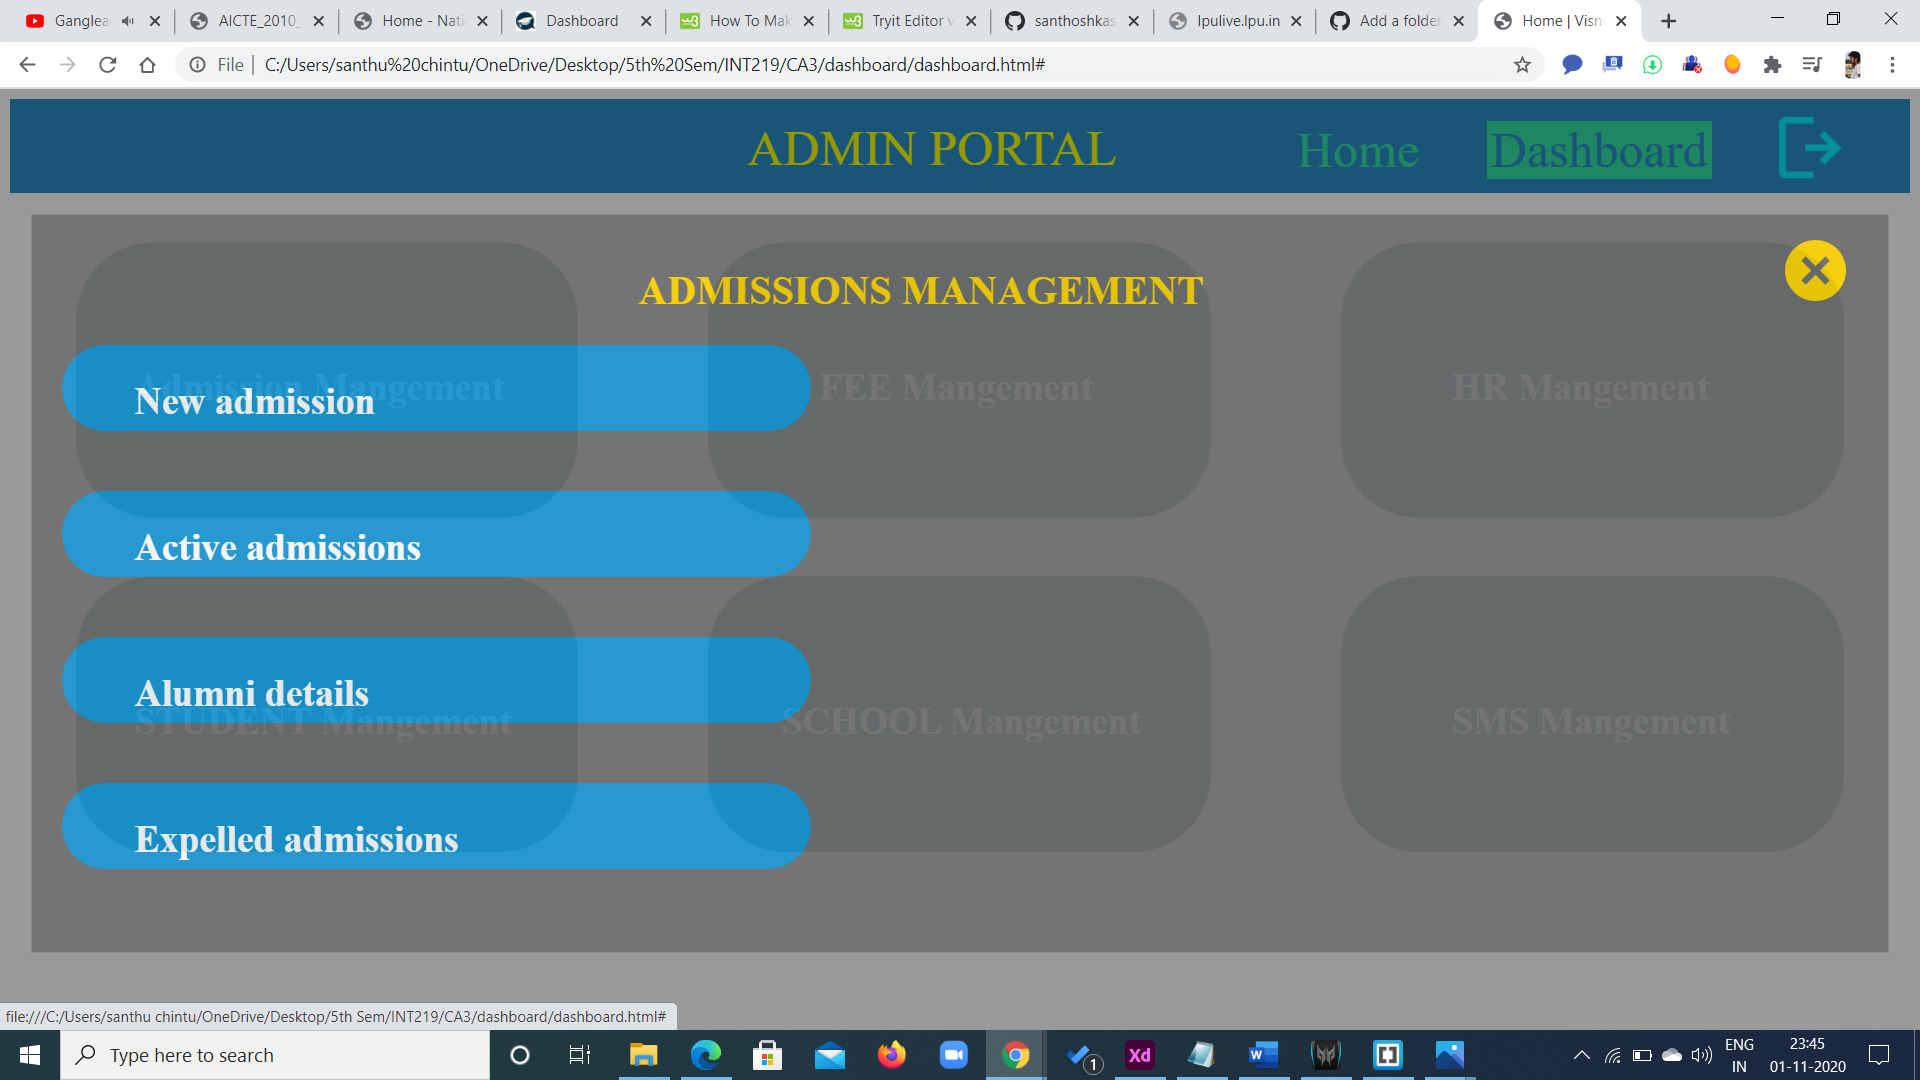 Ganglea
AICTE_2010_
Home - Nati
Dashboard
How To Mak
Tryit Editor v
santhoshkas
lpulive.lpu.in
Add a folder
Home | Visn
File
C:/Users/santhu%20chintu/OneDrive/Desktop/5th%20Sem/INT219/CA3/dashboard/dashboard.html#
ADMIN PORTAL
Home
Dashboard
ADMISSIONS MANAGEMENT
Admission Mangement
FEE Mangement
HR Mangement
New admission
Active admissions
Alumni details
STUDENT Mangement
SCHOOL Mangement
SMS Mangement
Expelled admissions
file:///C:/Users/santhu chintu/OneDrive/Desktop/5th Sem/INT219/CA3/dashboard/dashboard.html#
Type here to search
1
Xd
ENG
IN
23:45
01-11-2020